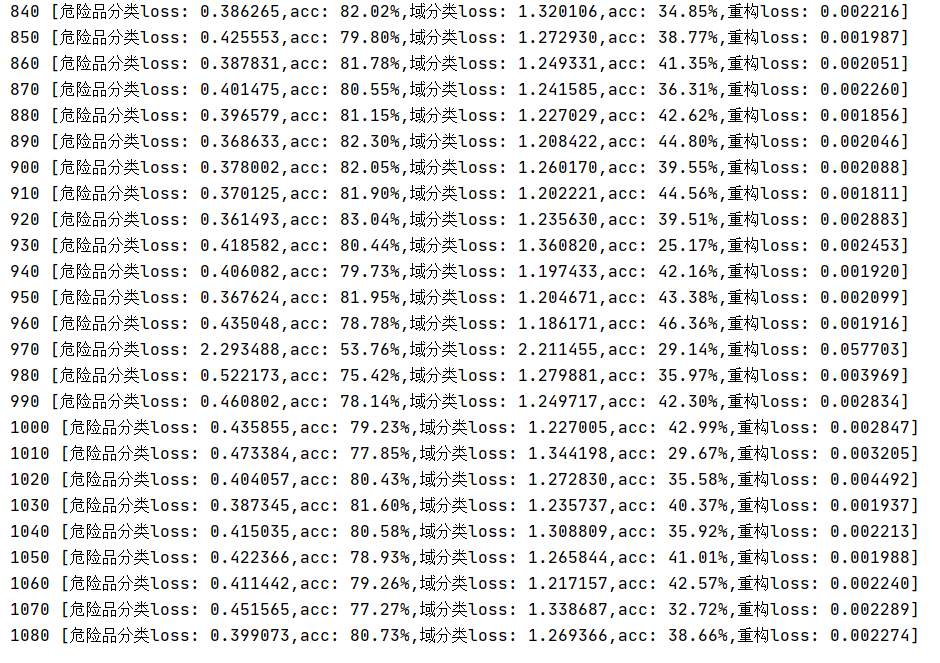 840 [危险品分类loss: 0.386265,acc: 82.02%,域分类loss: 1.320106,acc: 34.85%,重构loss: 0.002216]
850 [危险品分类loss: 0.425553,acc: 79.80%,域分类loss: 1.272930,acc: 38.77%,重构loss: 0.001987]
860 [危险品分类loss: 0.387831,acc: 81.78%,域分类loss: 1.249331,acc: 41.35%,重构loss: 0.002051]
870 [危险品分类loss: 0.401475,acc: 80.55%,域分类loss: 1.241585,acc: 36.31%,重构loss: 0.002260]
880 [危险品分类loss: 0.396579,acc: 81.15%,域分类loss: 1.227029,acc: 42.62%,重构loss: 0.001856]
890 [危险品分类loss: 0.368633,acc: 82.30%,域分类loss: 1.208422,acc: 44.80%,重构loss: 0.002046]
900 [危险品分类loss: 0.378002,acc: 82.05%,域分类loss: 1.260170,acc: 39.55%,重构loss: 0.002088]
910 [危险品分类loss: 0.370125,acc: 81.90%,域分类loss: 1.202221,acc: 44.56%,重构loss: 0.001811]
920 [危险品分类loss: 0.361493,acc: 83.04%,域分类loss: 1.235630,acc: 39.51%,重构loss: 0.002883]
930 [危险品分类loss: 0.418582,acc: 80.44%,域分类loss: 1.360820,acc: 25.17%,重构loss: 0.002453]
940 [危险品分类loss: 0.406082,acc: 79.73%,域分类loss: 1.197433,acc: 42.16%,重构loss: 0.001920]
950 [危险品分类loss: 0.367624,acc: 81.95%,域分类loss: 1.204671,acc: 43.38%,重构loss: 0.002099]
960 [危险品分类loss: 0.435048,acc: 78.78%,域分类loss: 1.186171,acc: 46.36%,重构loss: 0.001916]
970 [危险品分类loss: 2.293488,acc: 53.76%,域分类loss: 2.211455,acc: 29.14%,重构loss: 0.057703]
980 [危险品分类loss: 0.522173,acc: 75.42%,域分类loss: 1.279881,acc: 35.97%,重构loss: 0.003969]
990 [危险品分类loss: 0.460802,acc: 78.14%,域分类loss: 1.249717,acc: 42.30%,重构loss: 0.002834]
1000 [危险品分类loss: 0.435855,acc: 79.23%,域分类loss: 1.227005,acc: 42.99%,重构loss: 0.002847]
1010 [危险品分类loss: 0.473384,acc: 77.85%,域分类loss: 1.344198,acc: 29.67%,重构loss: 0.003205]
1020 [危险品分类loss: 0.404057,acc: 80.43%,域分类loss: 1.272830,acc: 35.58%,重构loss: 0.004492]
1030 [危险品分类loss: 0.387345,acc: 81.60%,域分类loss: 1.235737,acc: 40.37%,重构loss: 0.001937]
1040 [危险品分类loss: 0.415035,acc: 80.58%,域分类loss: 1.308809,acc: 35.92%,重构loss: 0.002213]
1050 [危险品分类loss: 0.422366,acc: 78.93%,域分类loss: 1.265844,acc: 41.01%,重构loss: 0.001988]
1060 [危险品分类loss: 0.411442,acc: 79.26%,域分类loss: 1.217157,acc: 42.57%,重构loss: 0.002240]
1070 [危险品分类loss: 0.451565,acc: 77.27%,域分类loss: 1.338687,acc: 32.72%,重构loss: 0.002289]
1080 [危险品分类loss: 0.399073,acc: 80.73%,域分类loss: 1.269366,acc: 38.66%,重构loss: 0.002274]